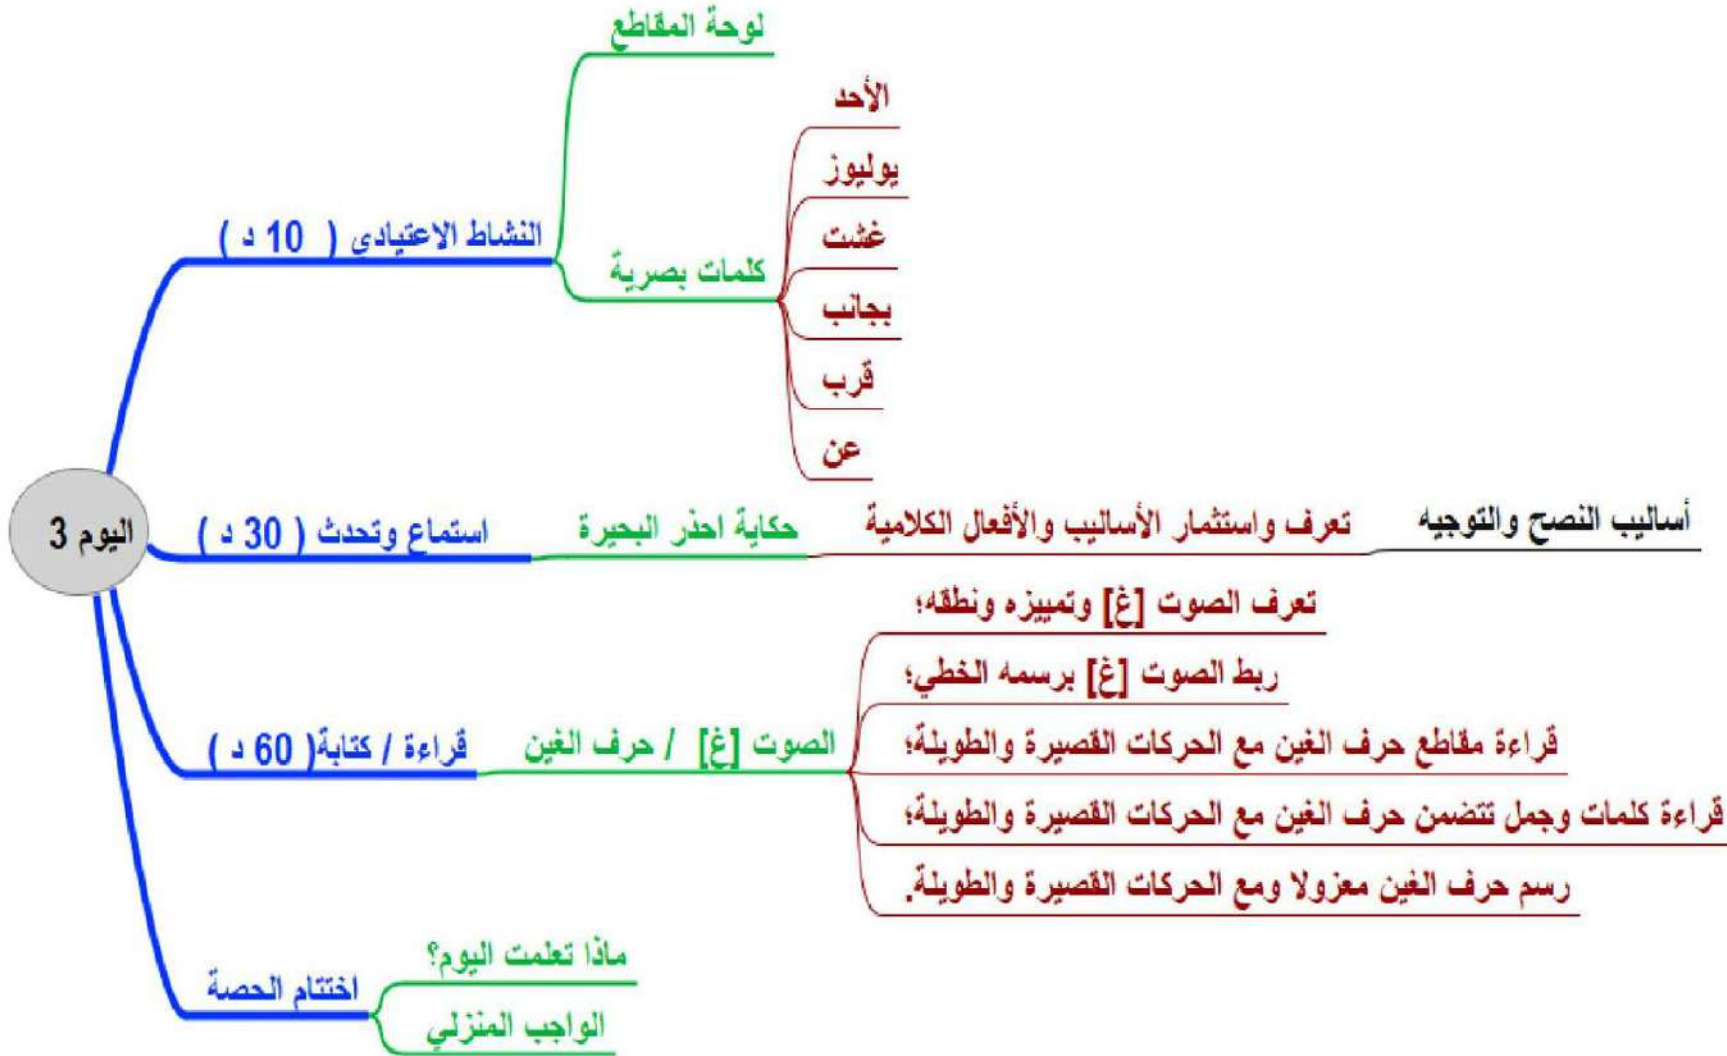 اليوم 3
النشاط الاعتيادي ( 10 د )
لوحة المقاطع
كلمات بصرية
الأحد
يوليوز
غشت
بجانب
قرب
عن
استماع وتحدث ( 30 د )
حكاية احذر البحيرة
تعرف واستثمار الأساليب والأفعال الكلامية
أساليب النصح والتوجيه
قراءة / كتابة( 60 د )
الصوت [غ] / حرف الغين
تعرف الصوت [غ] وتمييزه ونطقه؛
ربط الصوت [غ] برسمه الخطي؛
قراءة مقاطع حرف الغين مع الحركات القصيرة والطويلة؛
قراءة كلمات وجمل تتضمن حرف الغين مع الحركات القصيرة والطويلة؛
رسم حرف الغين معزولا ومع الحركات القصيرة والطويلة.
اختتام الحصة
ماذا تعلمت اليوم؟
الواجب المنزلي